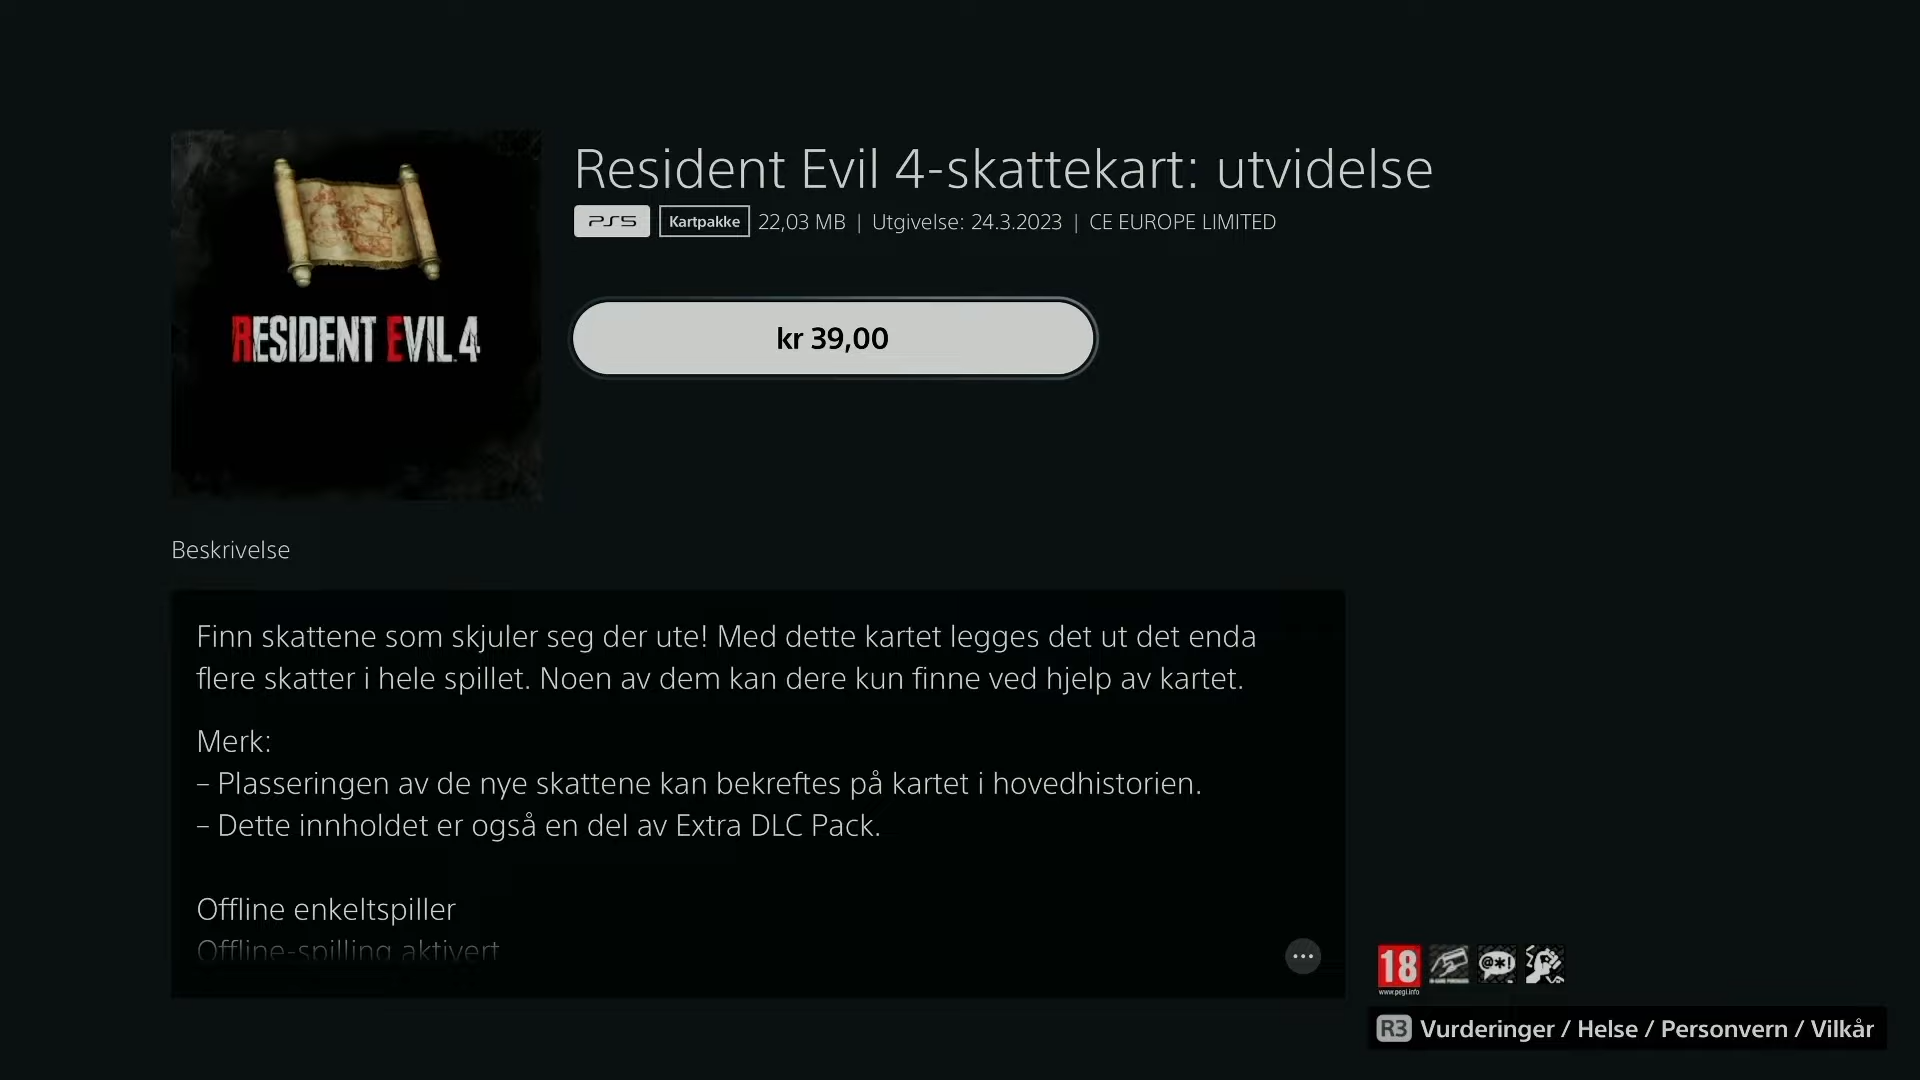 Resident Evil 4-skattekart: utvidelse
PS5 Kartpakke 22,03 MB | Utgivelse: 24.3.2023 | CE EUROPE LIMITED
RESIDENT EVIL 4
kr 39,00
Beskrivelse
Finn skattene som skjuler seg der ute! Med dette kartet legges det ut det enda
flere skatter i hele spillet. Noen av dem kan dere kun finne ved hjelp av kartet.
Merk:
– Plasseringen av de nye skattene kan bekreftes på kartet i hovedhistorien.
– Dette innholdet er også en del av Extra DLC Pack.
Offline enkeltspiller
Offline-spilling aktivert
18
www.pegi.info
@*!
R3 Vurderinger / Helse / Personvern / Vilkår